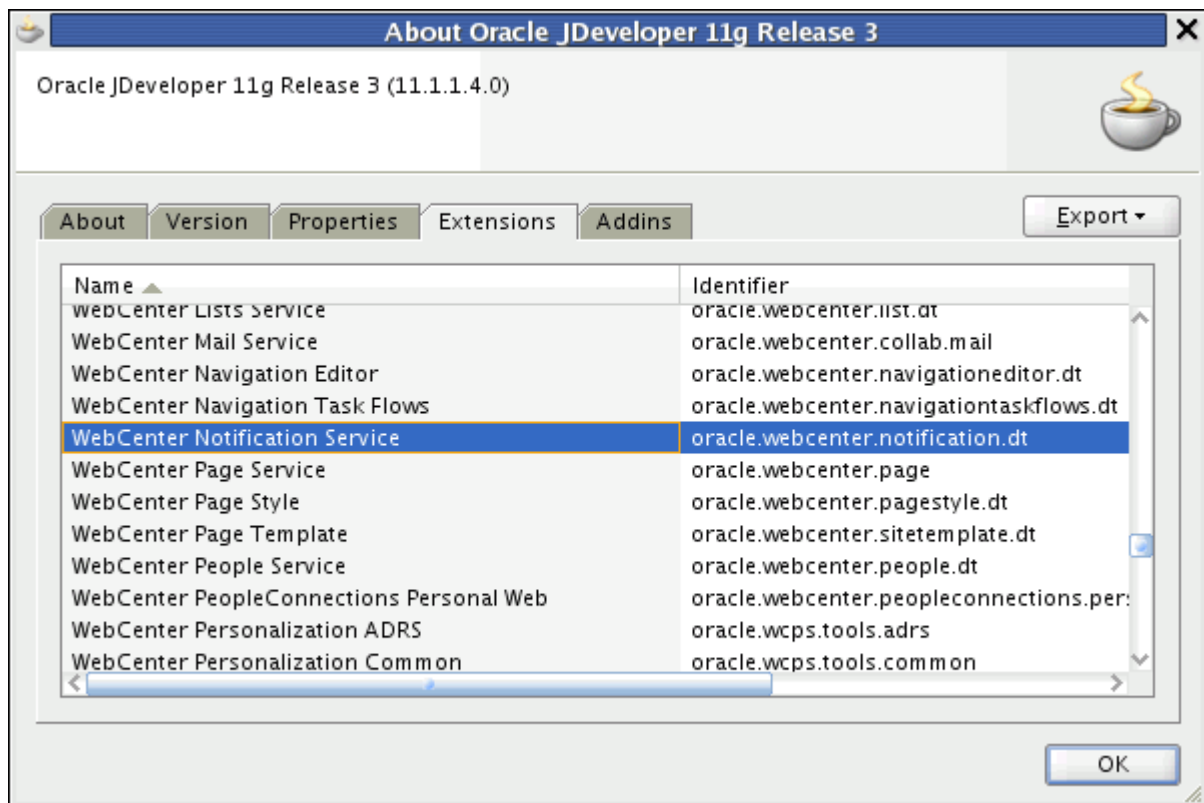 About Oracle JDeveloper 11g Release 3
Oracle JDeveloper 11g Release 3 (11.1.1.4.0)
About Version Properties Extensions Addins Export
Name Identifier
WebCenter Lists Service oracle.webcenter.list.dt
WebCenter Mail Service oracle.webcenter.collab.mail
WebCenter Navigation Editor oracle.webcenter.navigationeditor.dt
WebCenter Navigation Task Flows oracle.webcenter.navigationtaskflows.dt
WebCenter Notification Service oracle.webcenter.notification.dt
WebCenter Page Service oracle.webcenter.page
WebCenter Page Style oracle.webcenter.pagestyle.dt
WebCenter Page Template oracle.webcenter.sitetemplate.dt
WebCenter People Service oracle.webcenter.people.dt
WebCenter PeopleConnections Personal Web oracle.webcenter.peopleconnections.pers
WebCenter Personalization ADRS oracle.wcps.tools.adrs
WebCenter Personalization Common oracle.wcps.tools.common
OK